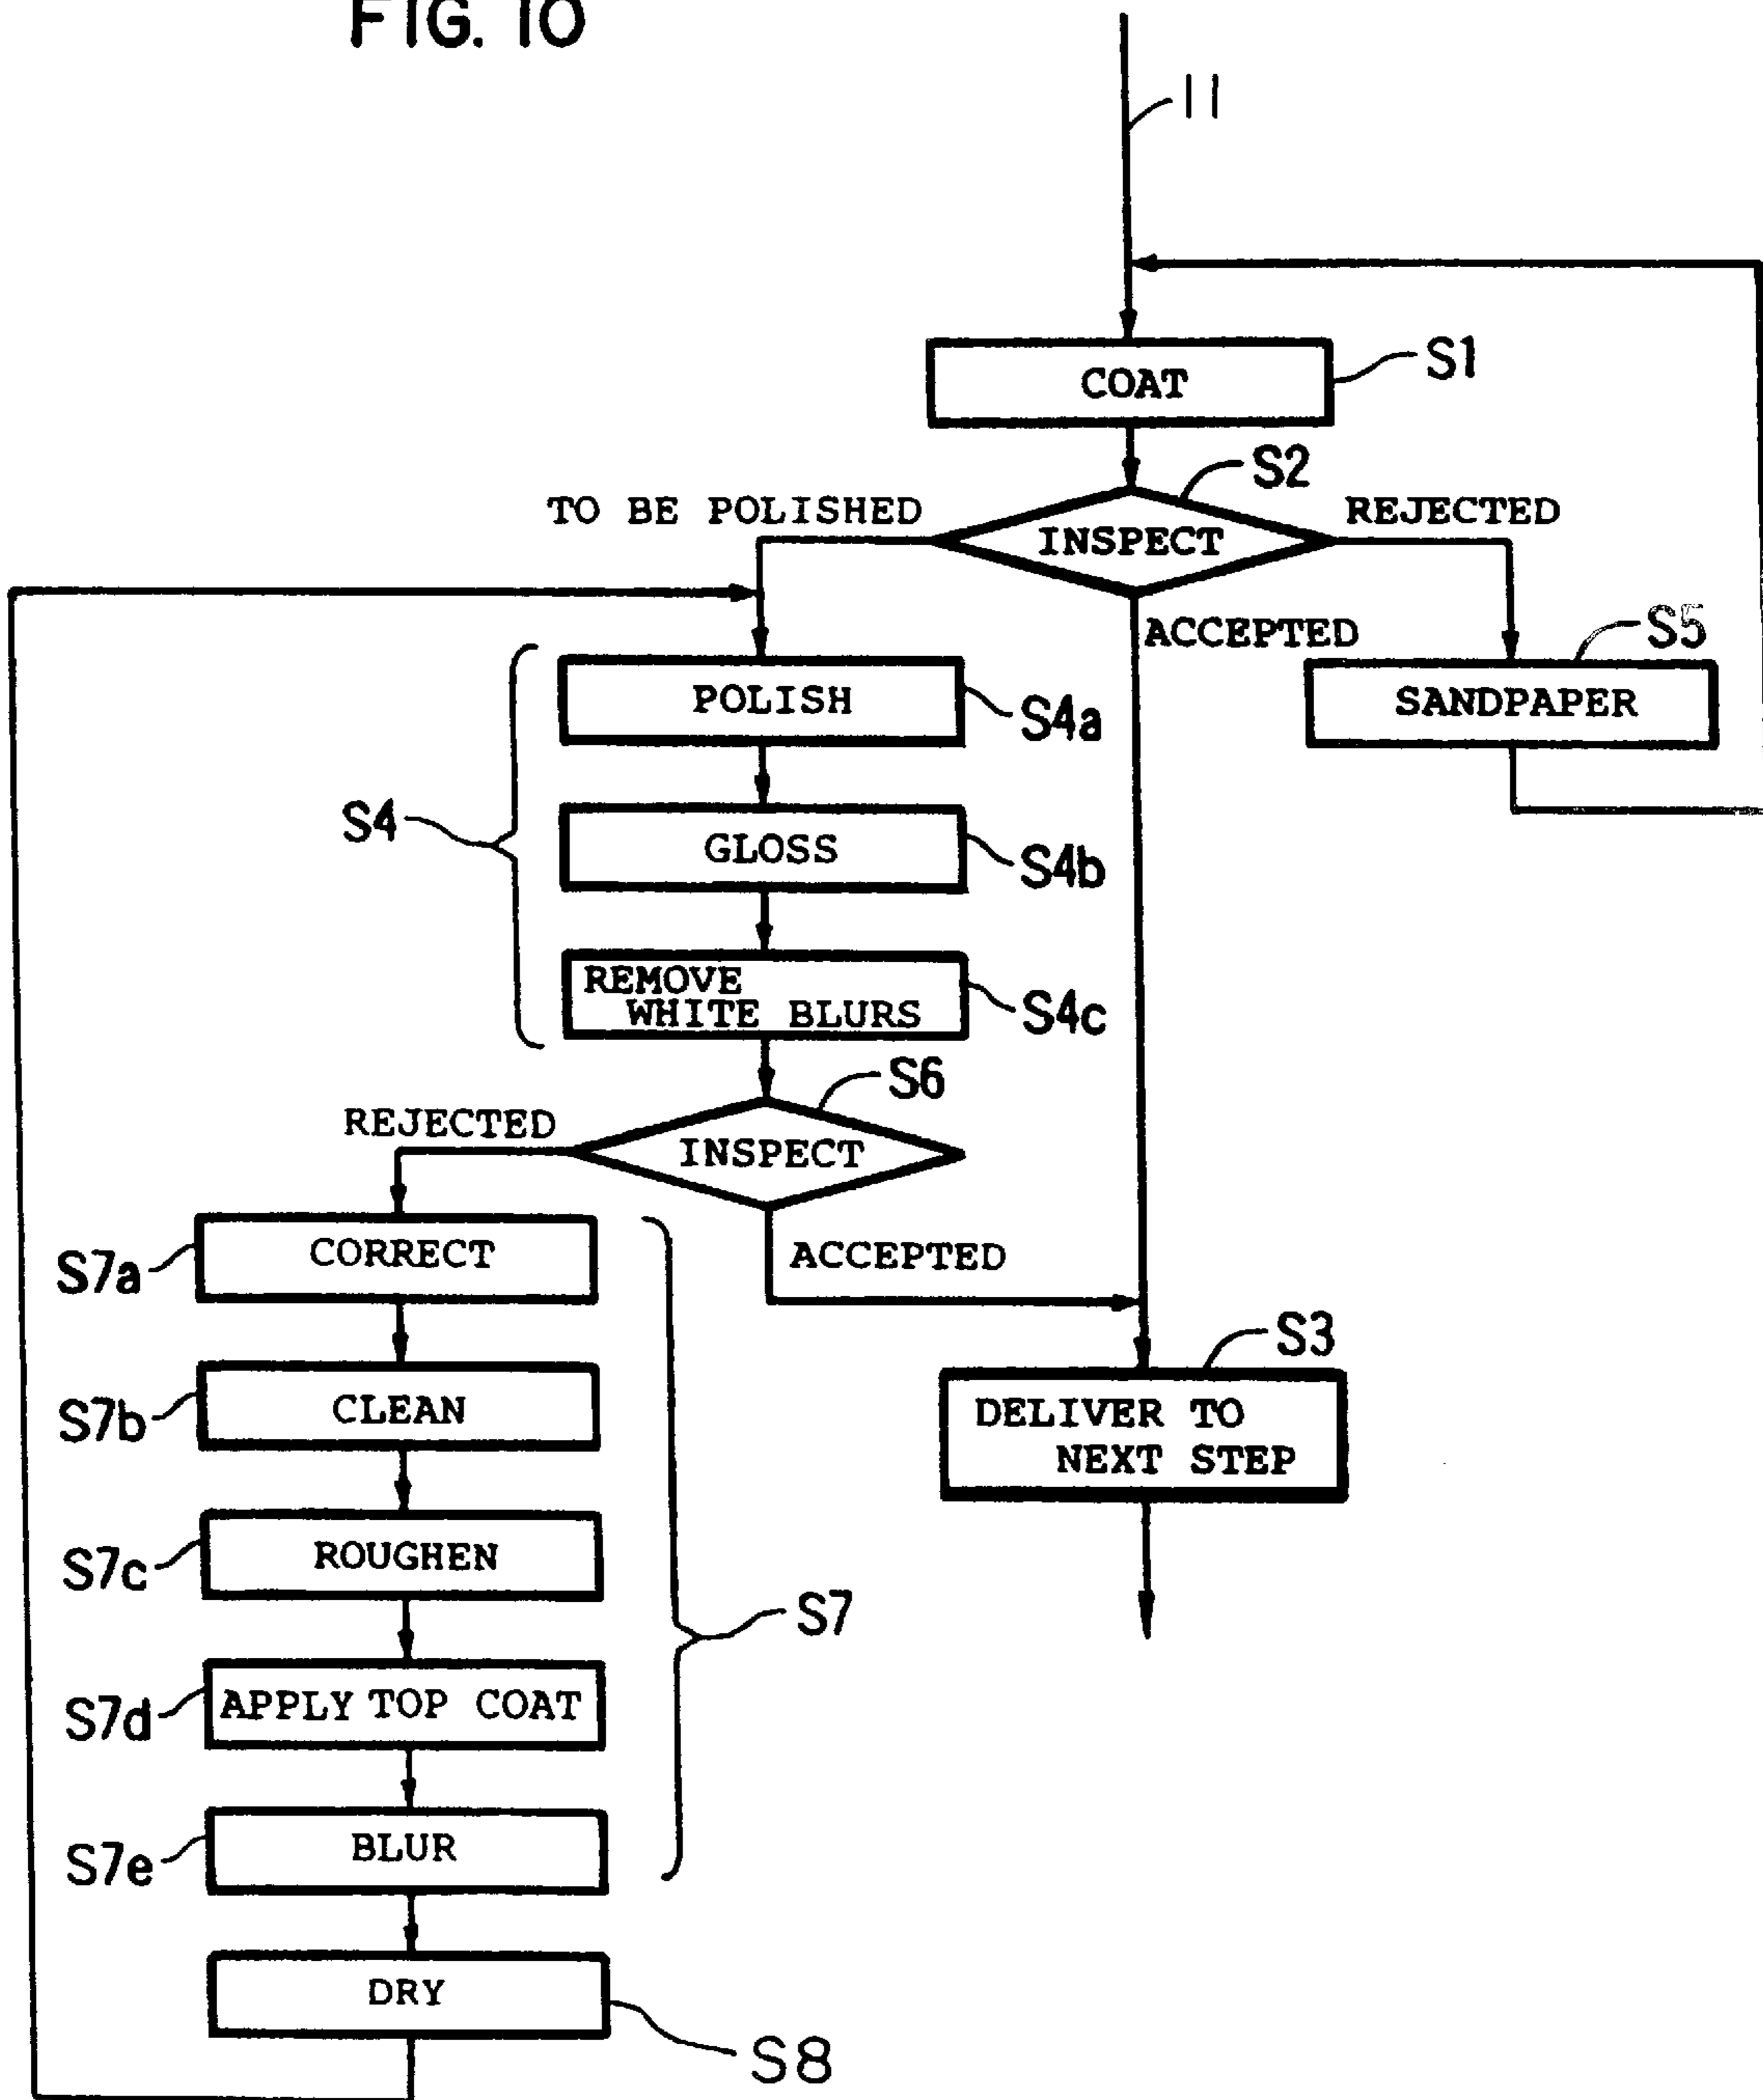 FIG. 10
11
COAT
S1
S2
TO BE POLISHED
INSPECT
REJECTED
ACCEPTED
S5
SANDPAPER
POLISH
S4a
S4
GLOSS
S4b
REMOVE
WHITE BLURS
S4c
S6
REJECTED
INSPECT
ACCEPTED
S7a
CORRECT
S3
DELIVER TO
NEXT STEP
S7b
CLEAN
S7c
ROUGHEN
S7
S7d
APPLY TOP COAT
S7e
BLUR
DRY
S8